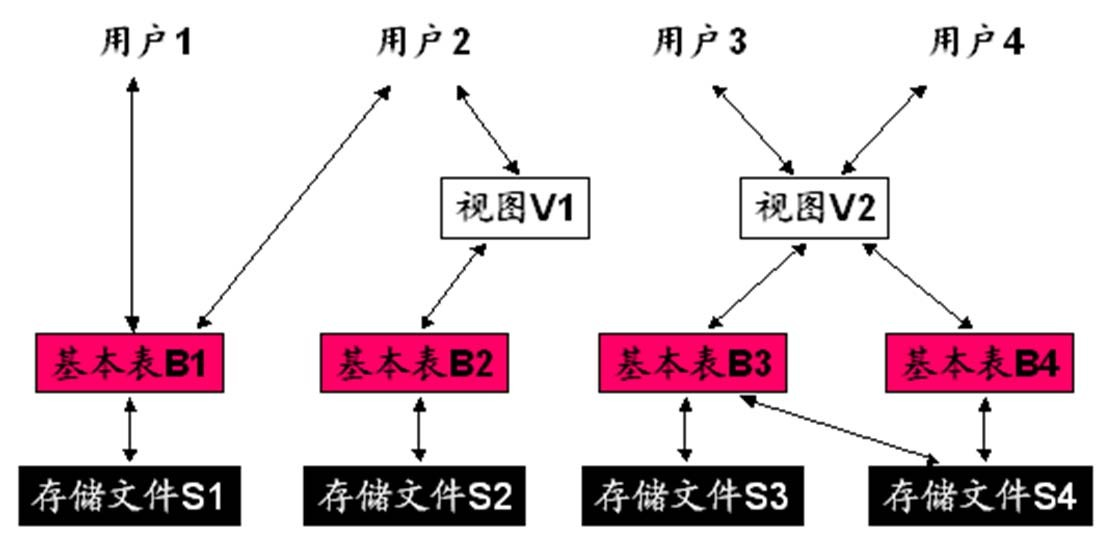 用户1 用户2 用户3 用户4
视图V1 视图V2
基本表B1 基本表B2 基本表B3 基本表B4
存储文件S1 存储文件S2 存储文件S3 存储文件S4